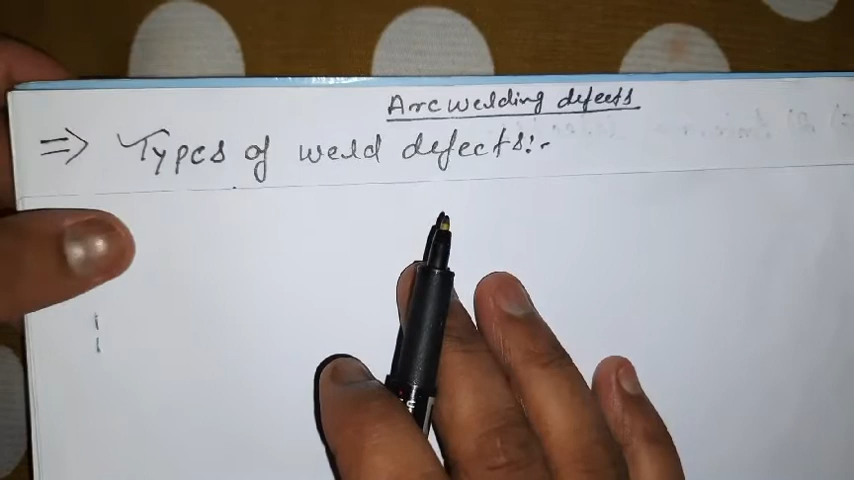 Arc welding defects
⇒ Types of weld defects:-